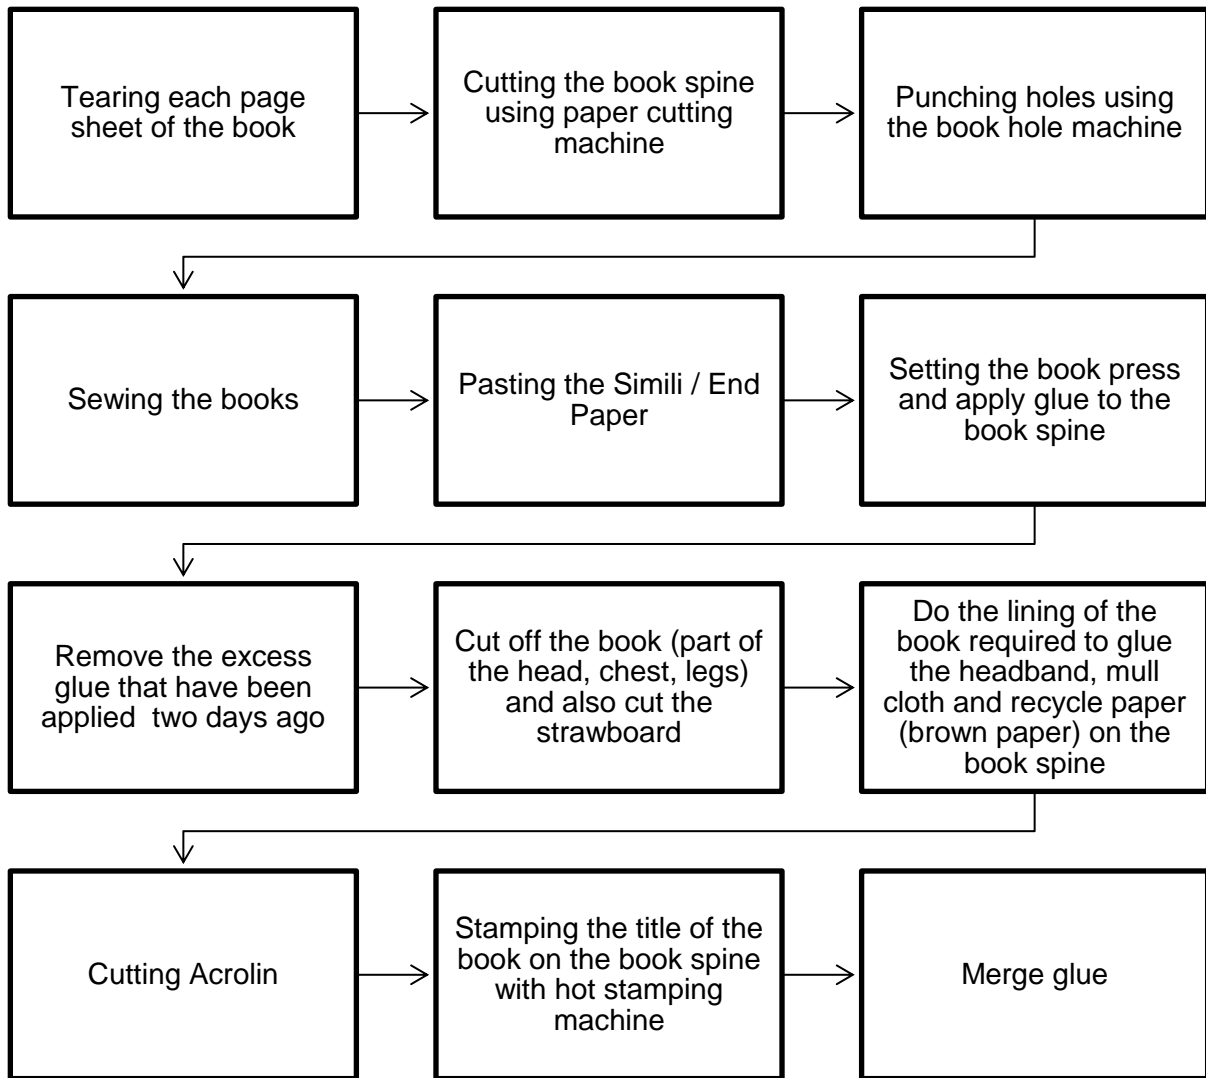 Tearing each page
sheet of the book
Cutting the book spine
using paper cutting
machine
Punching holes using
the book hole machine
Sewing the books
Pasting the Simili / End
Paper
Setting the book press
and apply glue to the
book spine
Remove the excess
glue that have been
applied  two days ago
Cut off the book (part of
the head, chest, legs)
and also cut the
strawboard
Do the lining of the
book required to glue
the headband, mull
cloth and recycle paper
(brown paper) on the
book spine
Cutting Acrolin
Stamping the title of the
book on the book spine
with hot stamping
machine
Merge glue